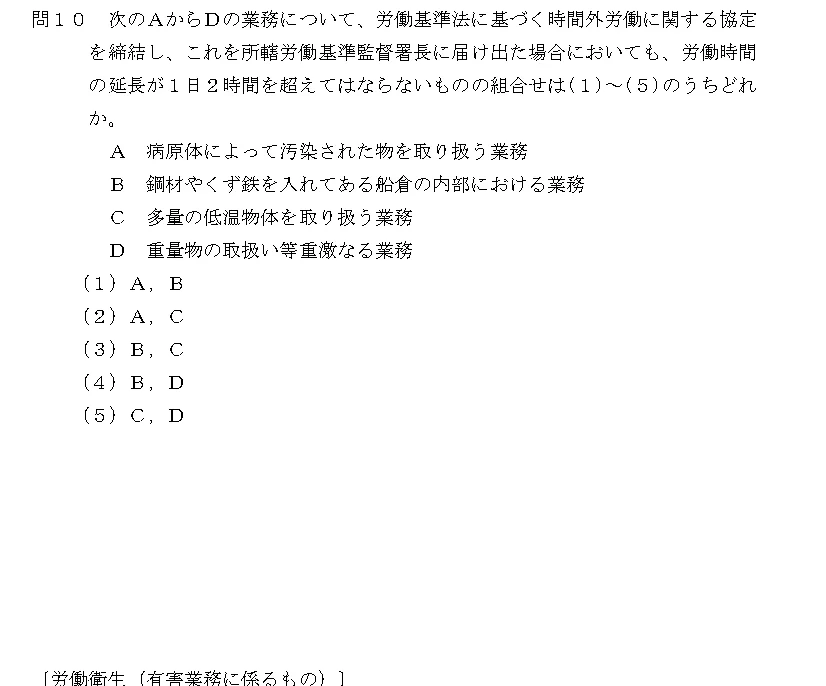 問１０　次のＡからＤの業務について、労働基準法に基づく時間外労働に関する協定
を締結し、これを所轄労働基準監督署長に届け出た場合においても、労働時間
の延長が１日２時間を超えてはならないものの組合せは(１)～(５)のうちどれ
か。
Ａ　病原体によって汚染された物を取り扱う業務
Ｂ　鋼材やくず鉄を入れてある船倉の内部における業務
Ｃ　多量の低温物体を取り扱う業務
Ｄ　重量物の取扱い等重激なる業務
(１) Ａ，Ｂ
(２) Ａ，Ｃ
(３) Ｂ，Ｃ
(４) Ｂ，Ｄ
(５) Ｃ，Ｄ
［労働衛生（有害業務に係るもの）］